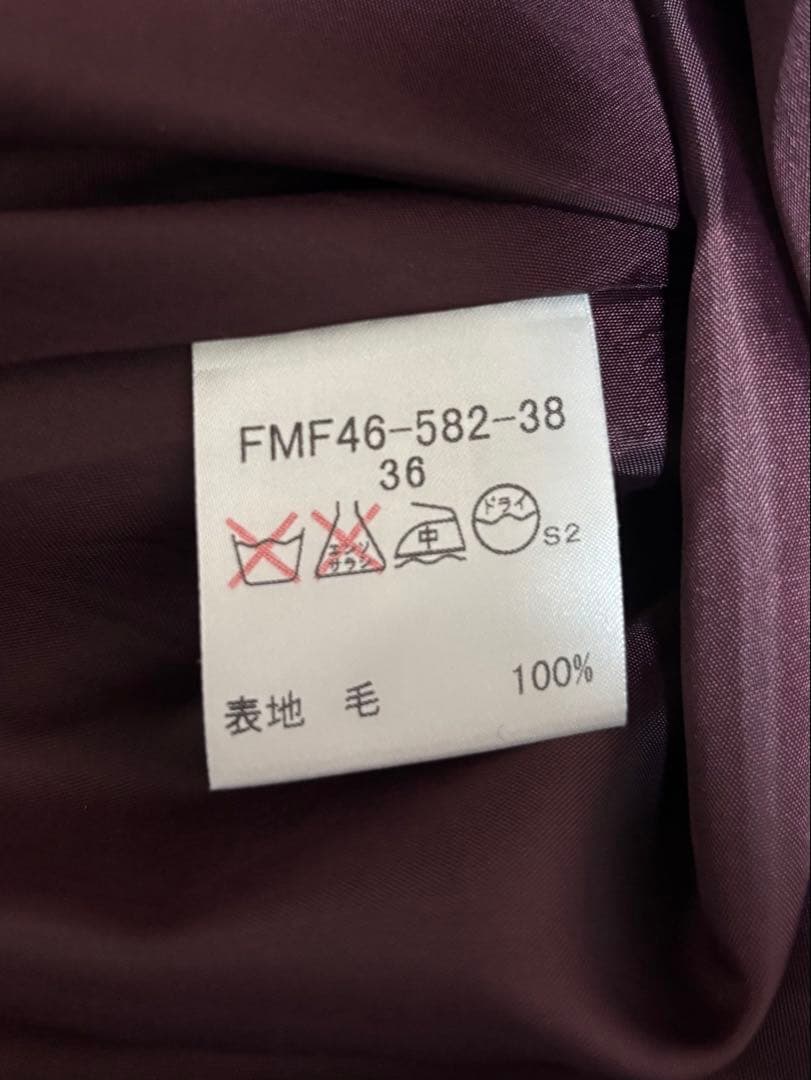 FMF46-582-38
36
エンソ
サラシ
中
ドライ
S2
表地 毛 100%